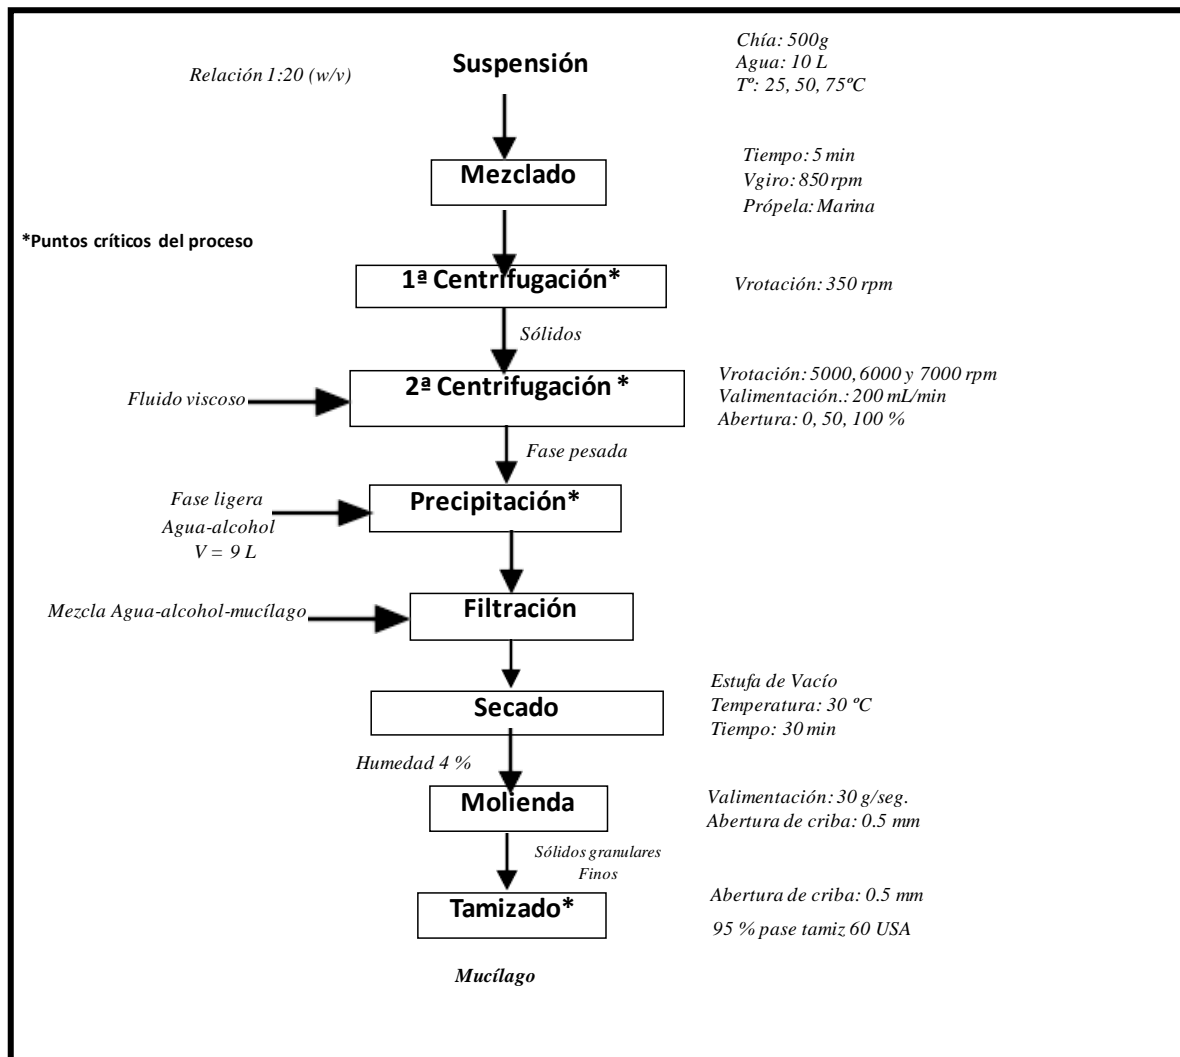 Relación 1:20 (w/v)
Suspensión
Chía: 500g
Agua: 10 L
Tº: 25, 50, 75ºC
Mezclado
Tiempo: 5 min
Vgiro: 850 rpm
Própela: Marina
*Puntos críticos del proceso
1ª Centrifugación*
Vrotación: 350 rpm
Sólidos
2ª Centrifugación *
Fluido viscoso
Vrotación: 5000, 6000 y 7000 rpm
Valimentación.: 200 mL/min
Abertura: 0, 50, 100 %
Fase pesada
Precipitación*
Fase ligera
Agua-alcohol
V = 9 L
Filtración
Mezcla Agua-alcohol-mucílago
Secado
Estufa de Vacío
Temperatura: 30 ºC
Tiempo: 30 min
Humedad 4 %
Molienda
Valimentación: 30 g/seg.
Abertura de criba: 0.5 mm
Sólidos granulares
Finos
Tamizado*
Abertura de criba: 0.5 mm
95 % pase tamiz 60 USA
Mucílago